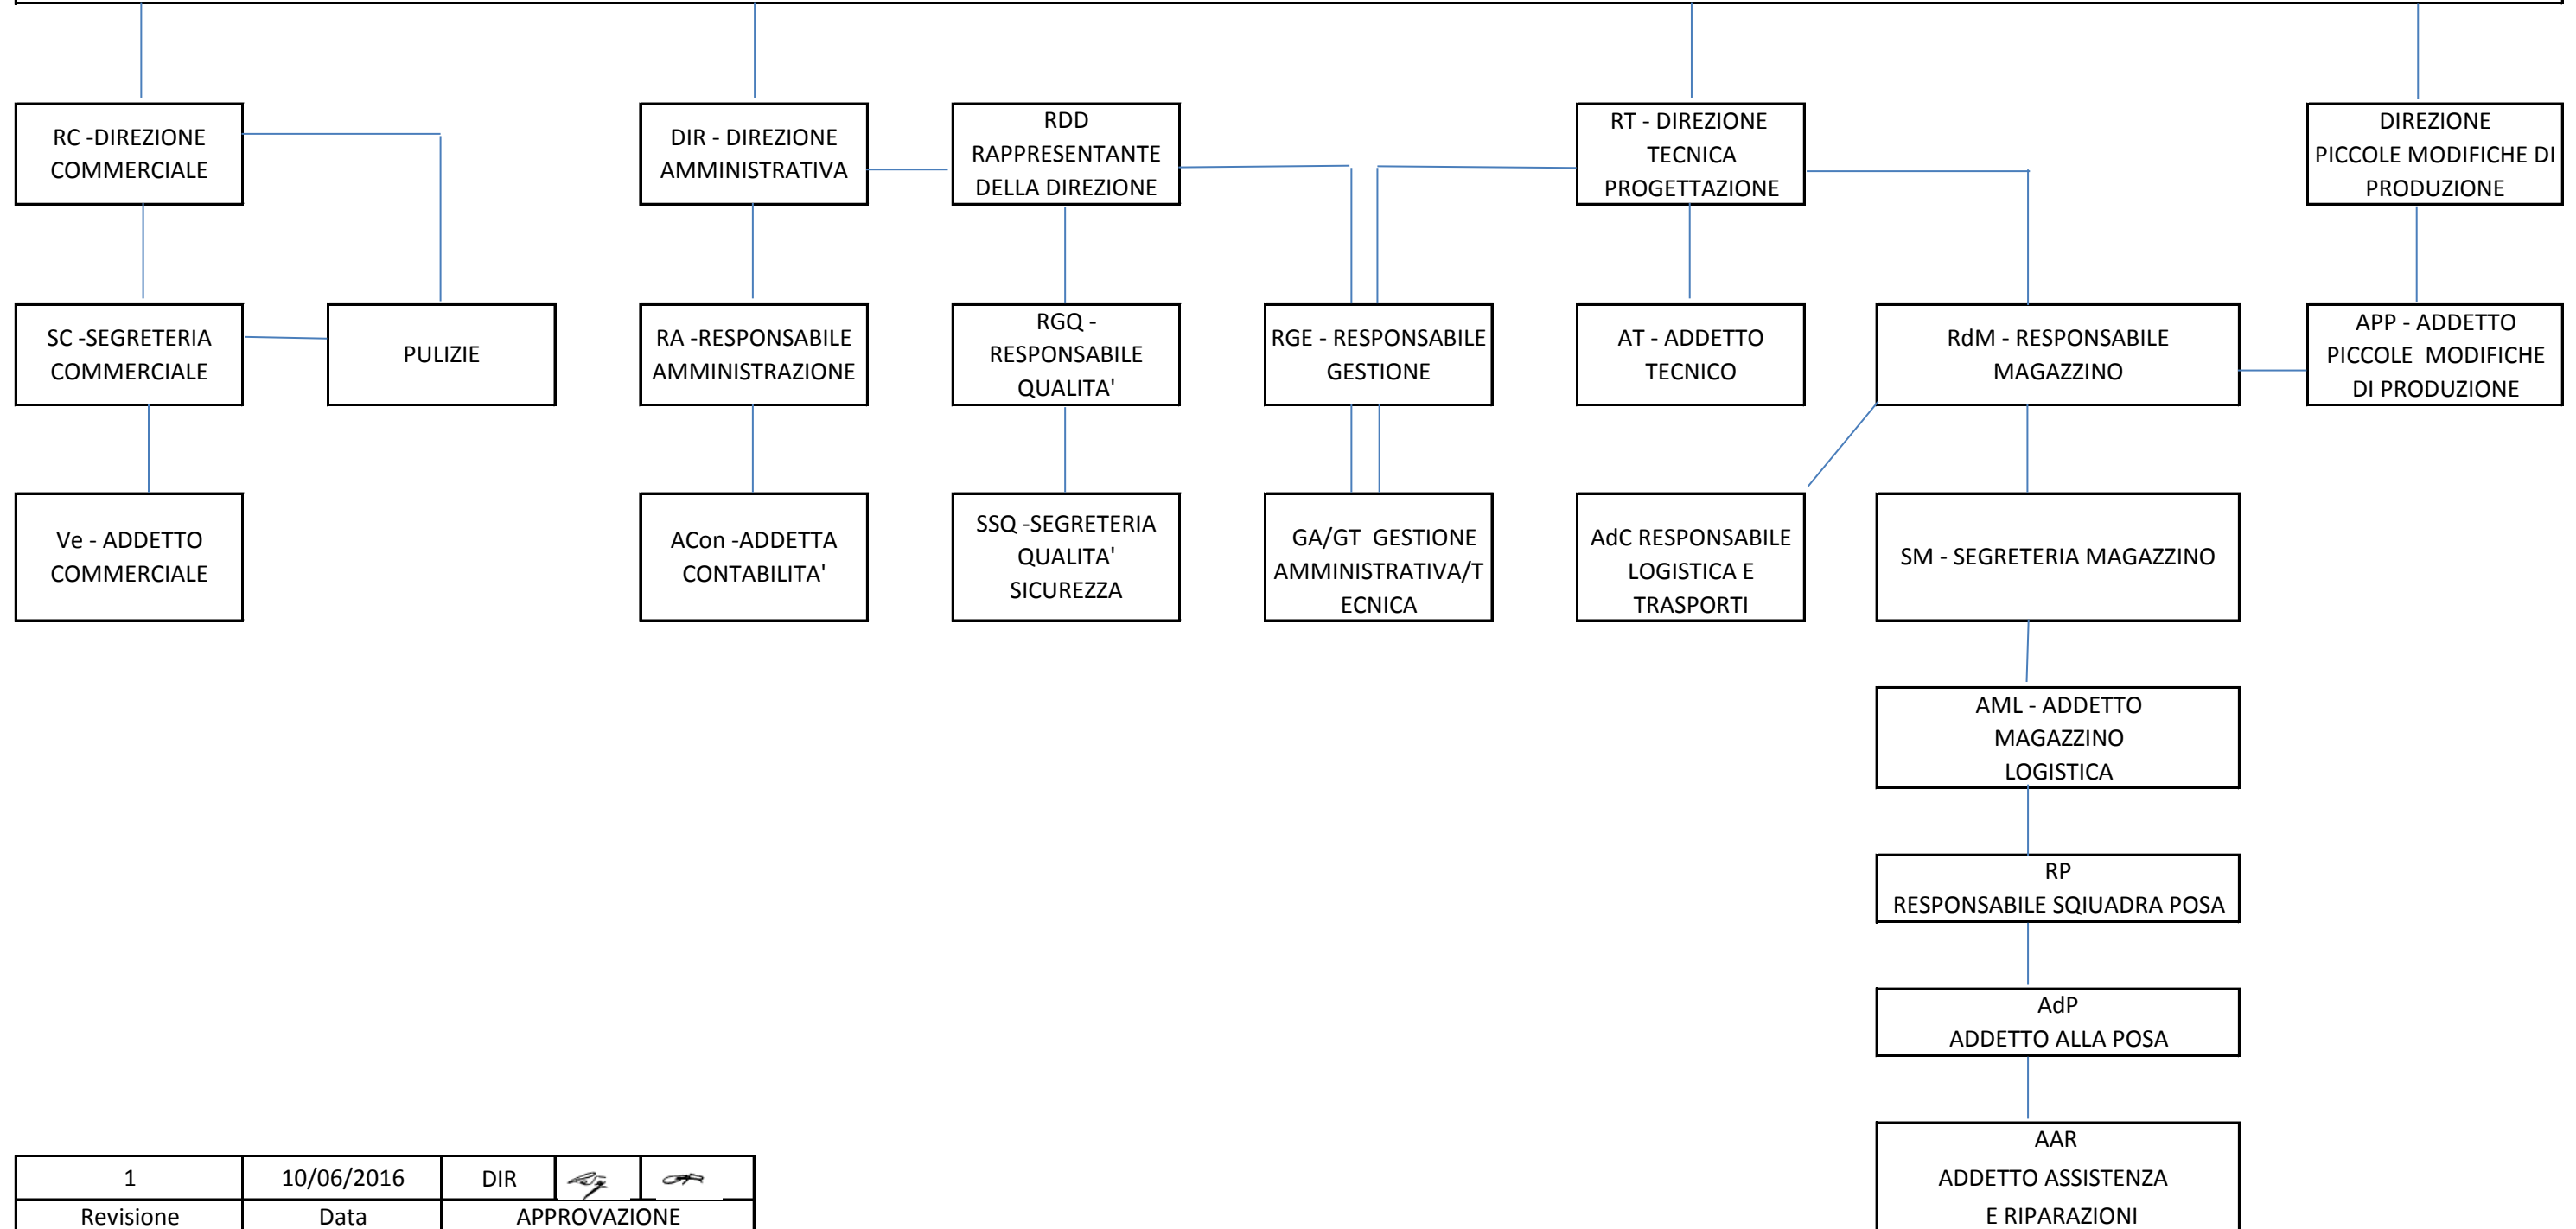 RC -DIREZIONE
COMMERCIALE
DIR - DIREZIONE
AMMINISTRATIVA
RDD
RAPPRESENTANTE
DELLA DIREZIONE
RT - DIREZIONE
TECNICA
PROGETTAZIONE
DIREZIONE
PICCOLE MODIFICHE DI
PRODUZIONE
SC -SEGRETERIA
COMMERCIALE
PULIZIE
RA -RESPONSABILE
AMMINISTRAZIONE
RGQ -
RESPONSABILE
QUALITA'
RGE - RESPONSABILE
GESTIONE
AT - ADDETTO
TECNICO
RdM - RESPONSABILE
MAGAZZINO
APP - ADDETTO
PICCOLE MODIFICHE
DI PRODUZIONE
Ve - ADDETTO
COMMERCIALE
ACon -ADDETTA
CONTABILITA'
SSQ -SEGRETERIA
QUALITA'
SICUREZZA
GA/GT GESTIONE
AMMINISTRATIVA/T
ECNICA
AdC RESPONSABILE
LOGISTICA E
TRASPORTI
SM - SEGRETERIA MAGAZZINO
AML - ADDETTO
MAGAZZINO
LOGISTICA
RP
RESPONSABILE SQIUADRA POSA
AdP
ADDETTO ALLA POSA
AAR
ADDETTO ASSISTENZA
E RIPARAZIONI
1 10/06/2016 DIR
Revisione Data APPROVAZIONE